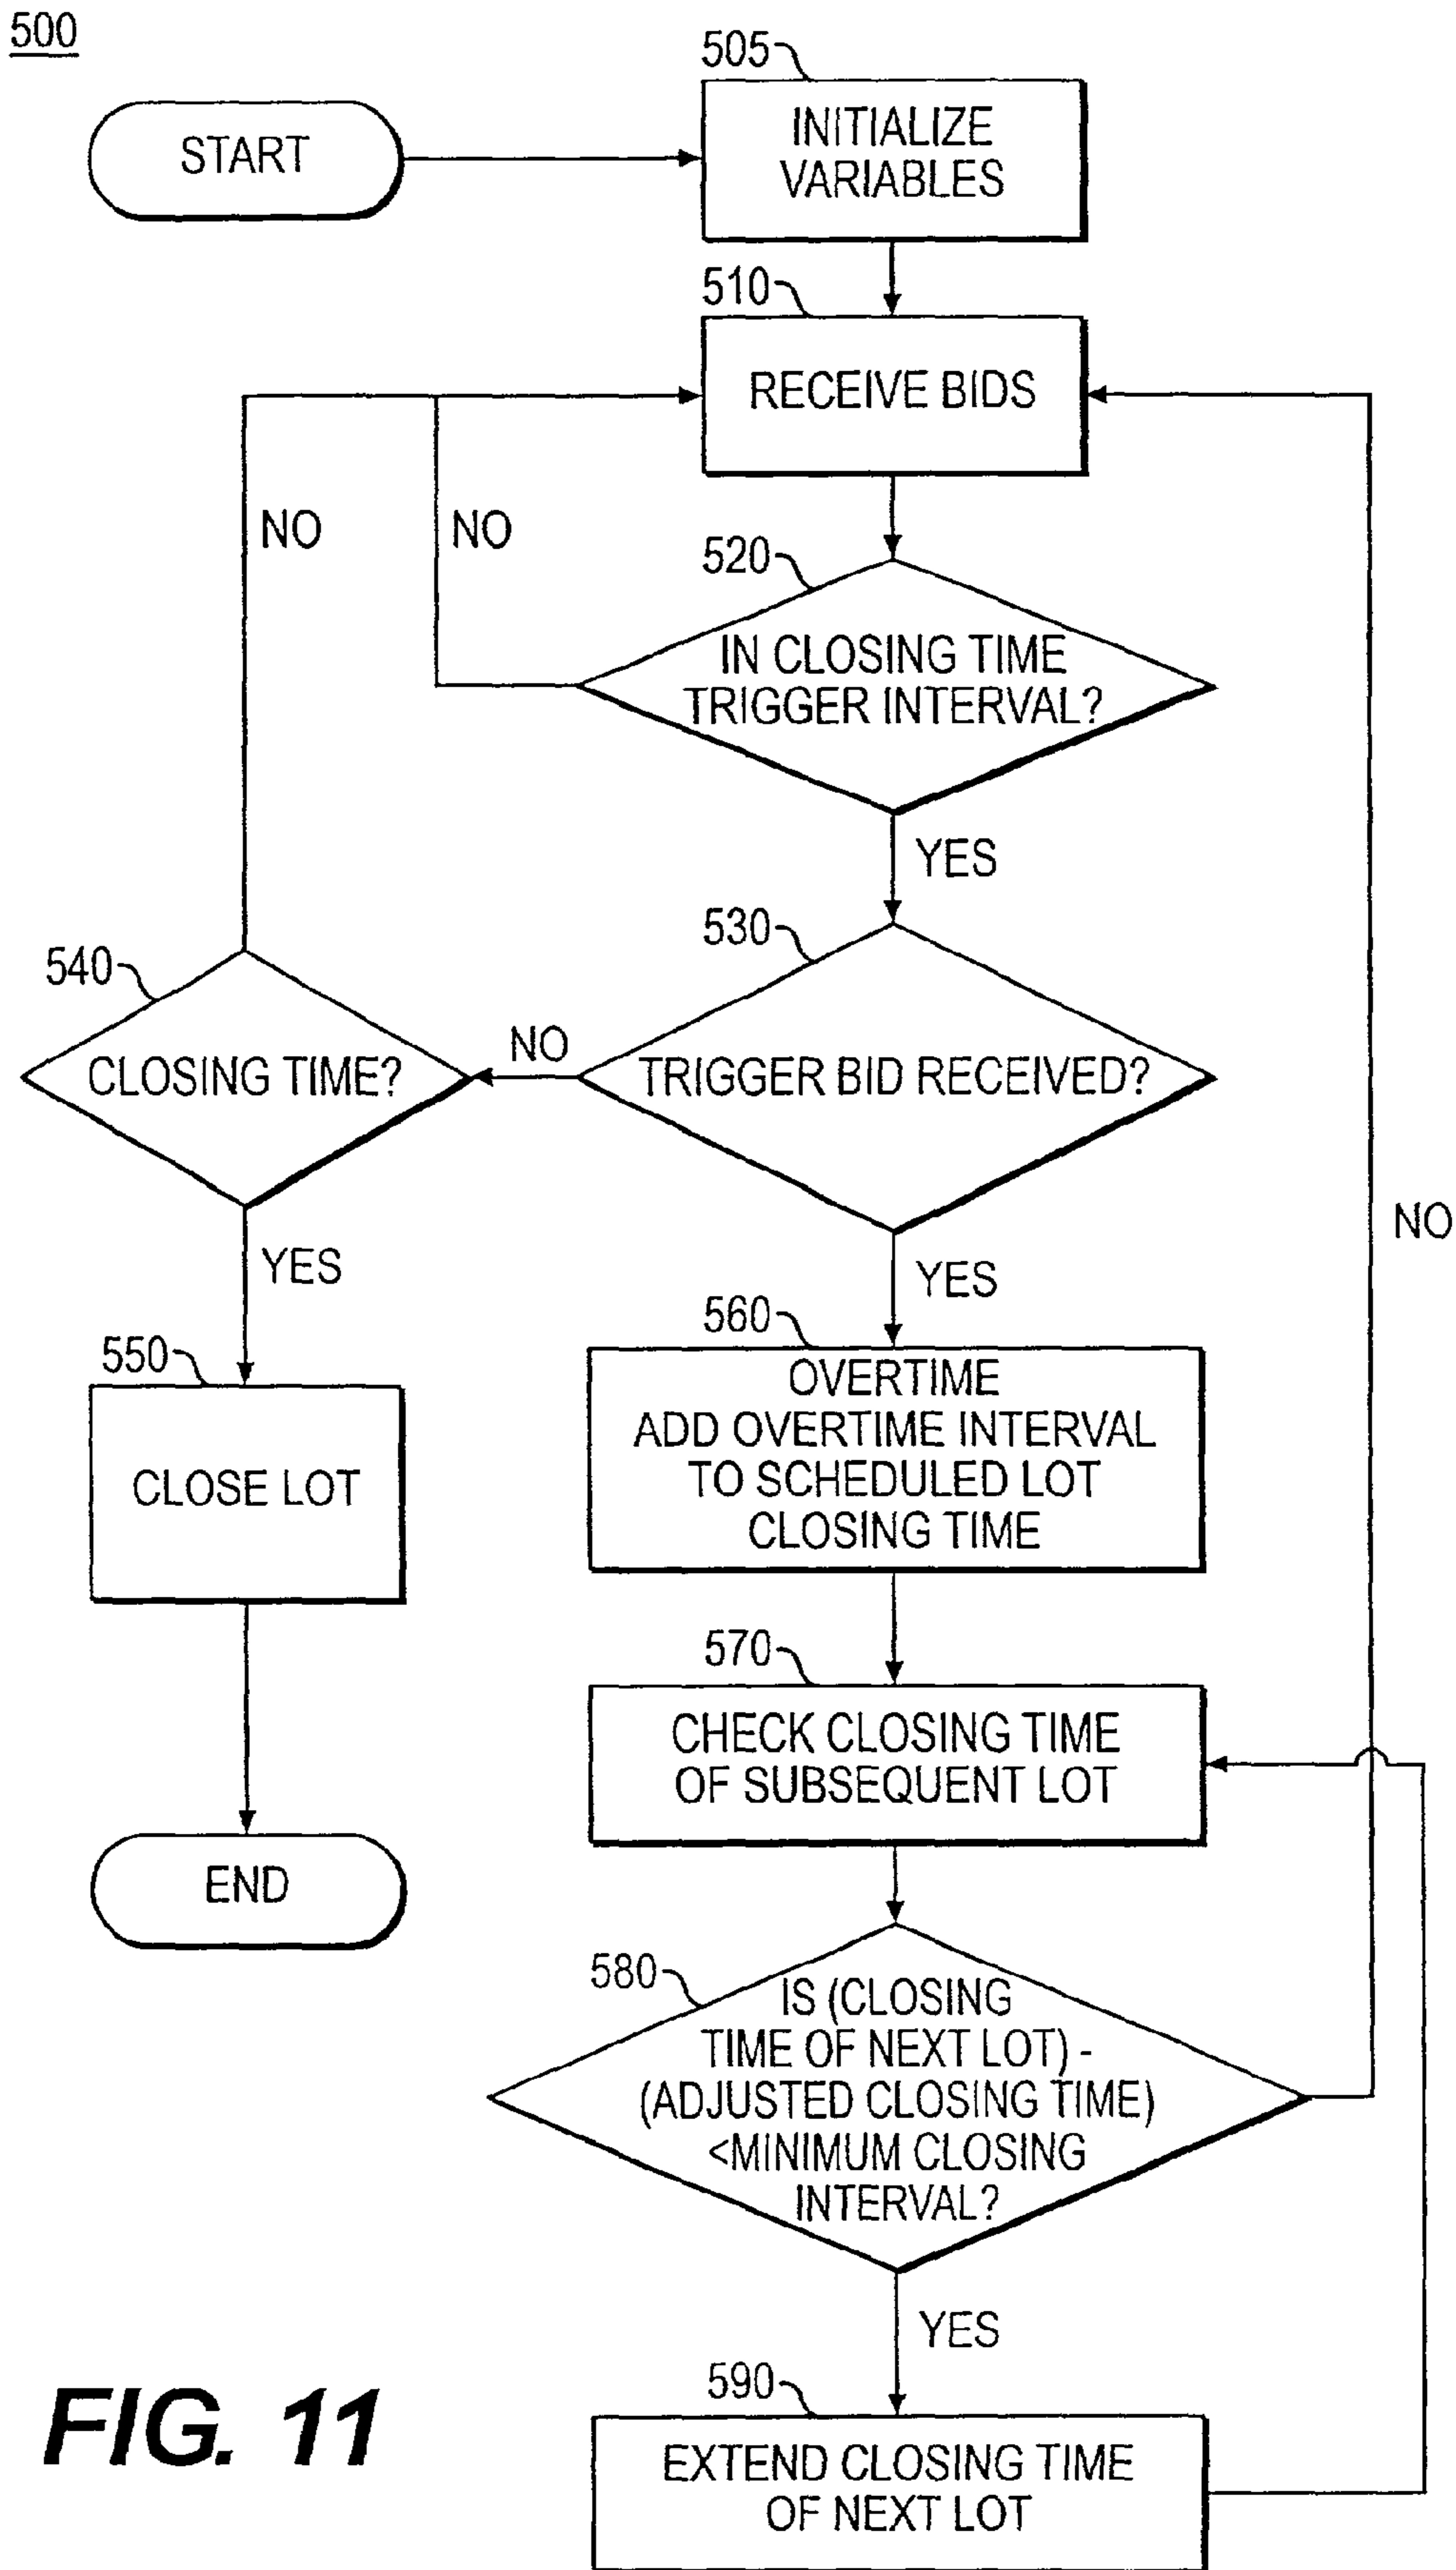 500
505
START
INITIALIZE
VARIABLES
510
RECEIVE BIDS
NO
NO
520
IN CLOSING TIME
TRIGGER INTERVAL?
YES
530
540
TRIGGER BID RECEIVED?
NO
CLOSING TIME?
NO
YES
YES
560
550
OVERTIME
ADD OVERTIME INTERVAL
TO SCHEDULED LOT
CLOSING TIME
CLOSE LOT
570
CHECK CLOSING TIME
OF SUBSEQUENT LOT
END
580
IS (CLOSING
TIME OF NEXT LOT) -
(ADJUSTED CLOSING TIME)
<MINIMUM CLOSING
INTERVAL?
YES
590
EXTEND CLOSING TIME
OF NEXT LOT
FIG. 11